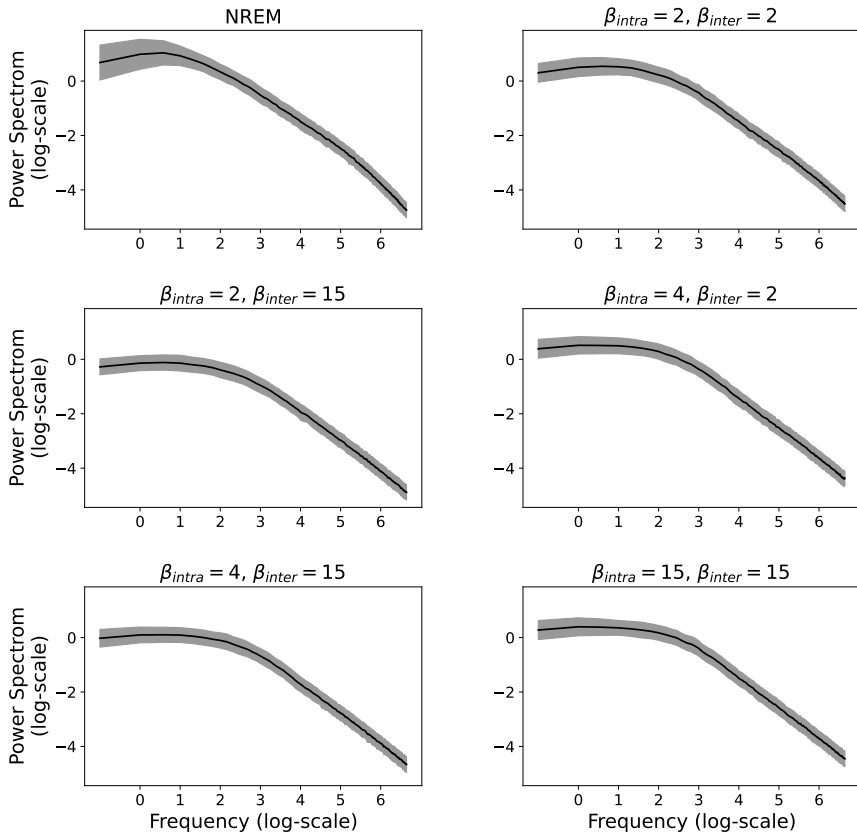 NREM
β_intra = 2, β_inter = 2
Power Spectrom
(log-scale)
0
−2
−4
0 1 2 3 4 5 6
0
−2
−4
0 1 2 3 4 5 6
β_intra = 2, β_inter = 15
β_intra = 4, β_inter = 2
Power Spectrom
(log-scale)
0
−2
−4
0 1 2 3 4 5 6
0
−2
−4
0 1 2 3 4 5 6
β_intra = 4, β_inter = 15
β_intra = 15, β_inter = 15
Power Spectrom
(log-scale)
0
−2
−4
0 1 2 3 4 5 6
Frequency (log-scale)
0
−2
−4
0 1 2 3 4 5 6
Frequency (log-scale)